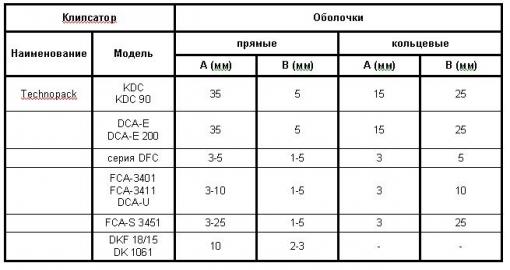 Клипсатор Оболочки
прямые кольцевые
Наименование Модель А (мм) В (мм) А (мм) В (мм)
Technopack KDC 35 5 15 25
KDC 90
DCA-E 35 5 15 25
DCA-E 200
серия DFC 3-5 1-5 3 5
FCA-3401
FCA-3411 3-10 1-5 3 10
DCA-U
FCA-S 3451 3-25 1-5 3 25
DKF 18/15 10 2-3 - -
DK 1061